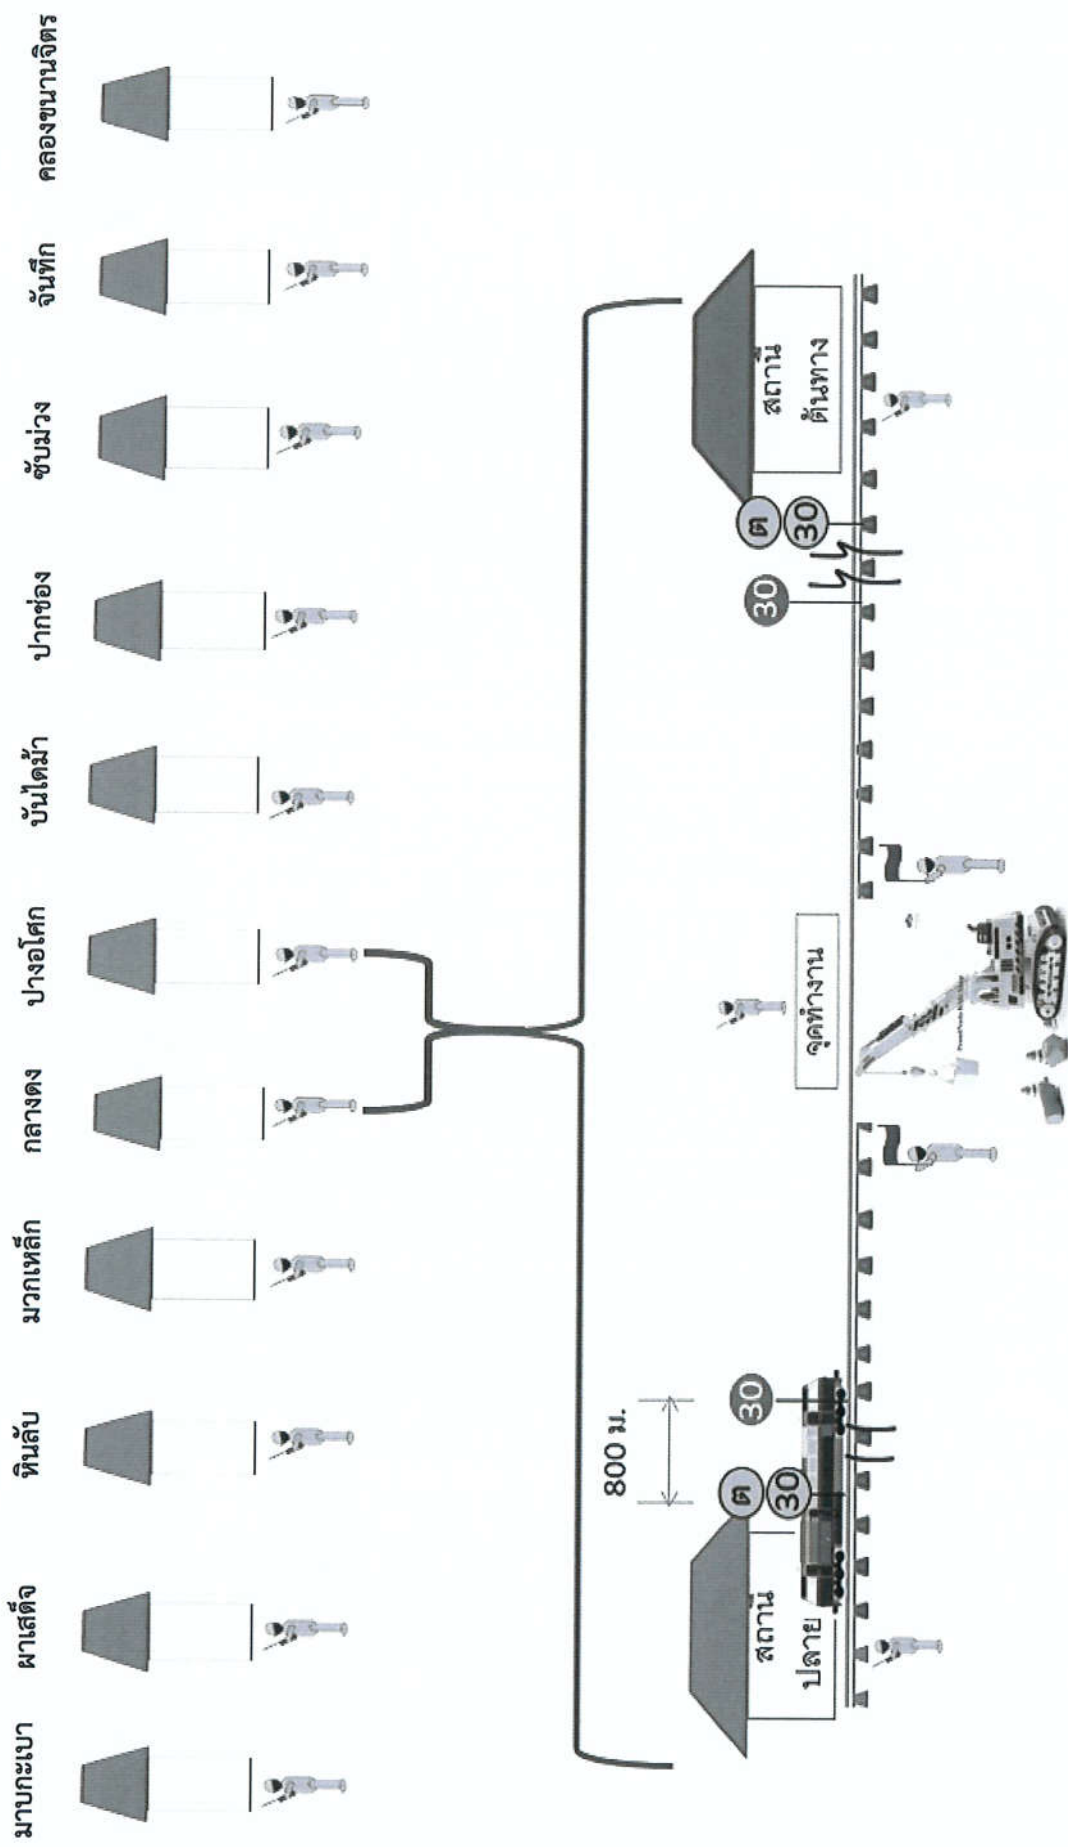 มาบกะเบา
ผาเสด็จ
หินลับ
มวกเหล็ก
กลางดง
ปางอโศก
บันไดม้า
ปากช่อง
ซับม่วง
จันทึก
คลองขนานจิตร
800 ม.
สถานี
ปลาย
ต
30
30
จุดทำงาน
30
ต
30
สถานี
ต้นทาง